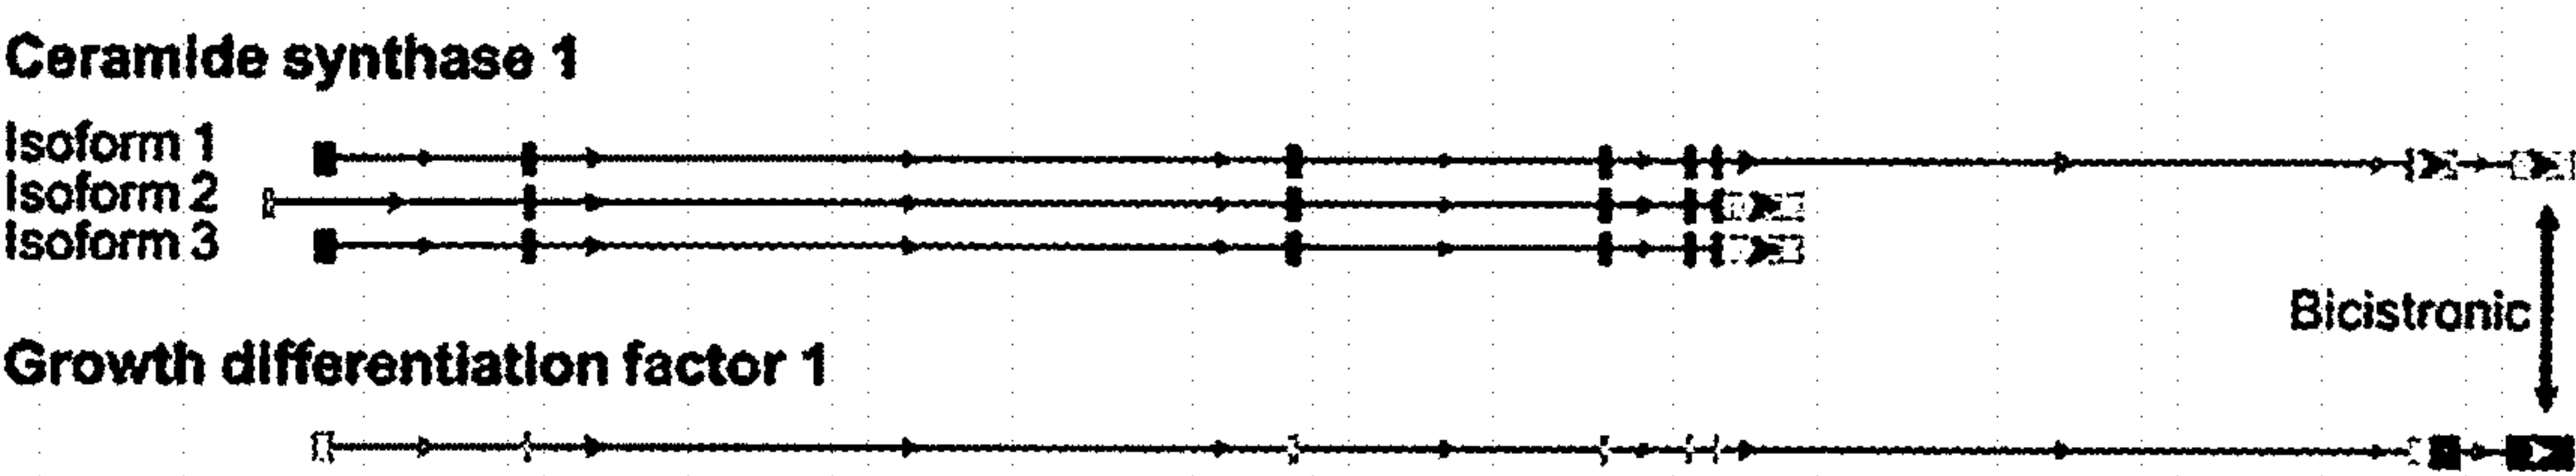 Ceramide synthase 1
Isoform 1
Isoform 2
Isoform 3
Bicistronic
Growth differentiation factor 1